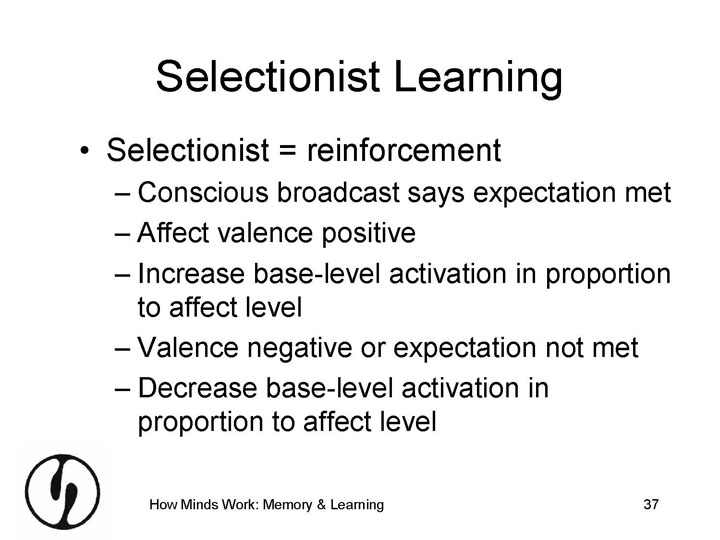 Selectionist Learning
• Selectionist = reinforcement
– Conscious broadcast says expectation met
– Affect valence positive
– Increase base-level activation in proportion
to affect level
– Valence negative or expectation not met
– Decrease base-level activation in
proportion to affect level
How Minds Work: Memory & Learning
37